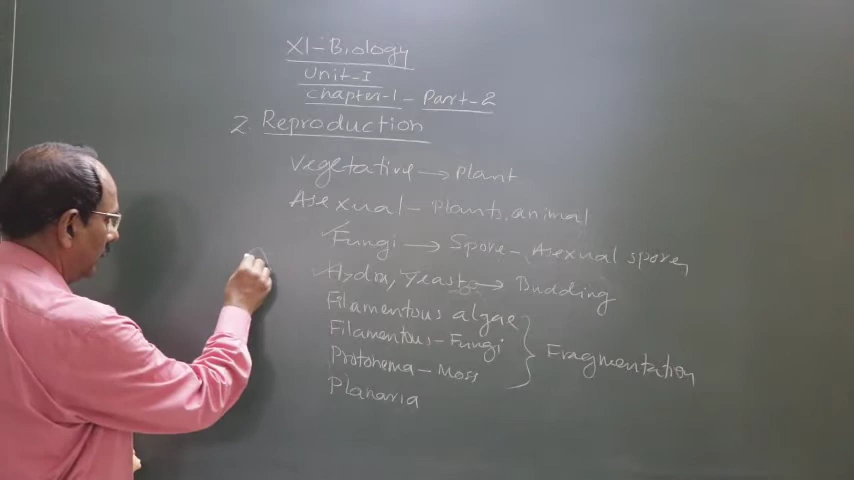 XI-Biology
Unit-I
Chapter-1 - Part-2
2. Reproduction
Vegetative → Plant
Asexual - Plants, animal
✓ Fungi → Spore - Asexual spores
✓ Hydra, Yeast → Budding
Filamentous algae
Filamentous - Fungi
Protonema - Moss
Planaria
} Fragmentation